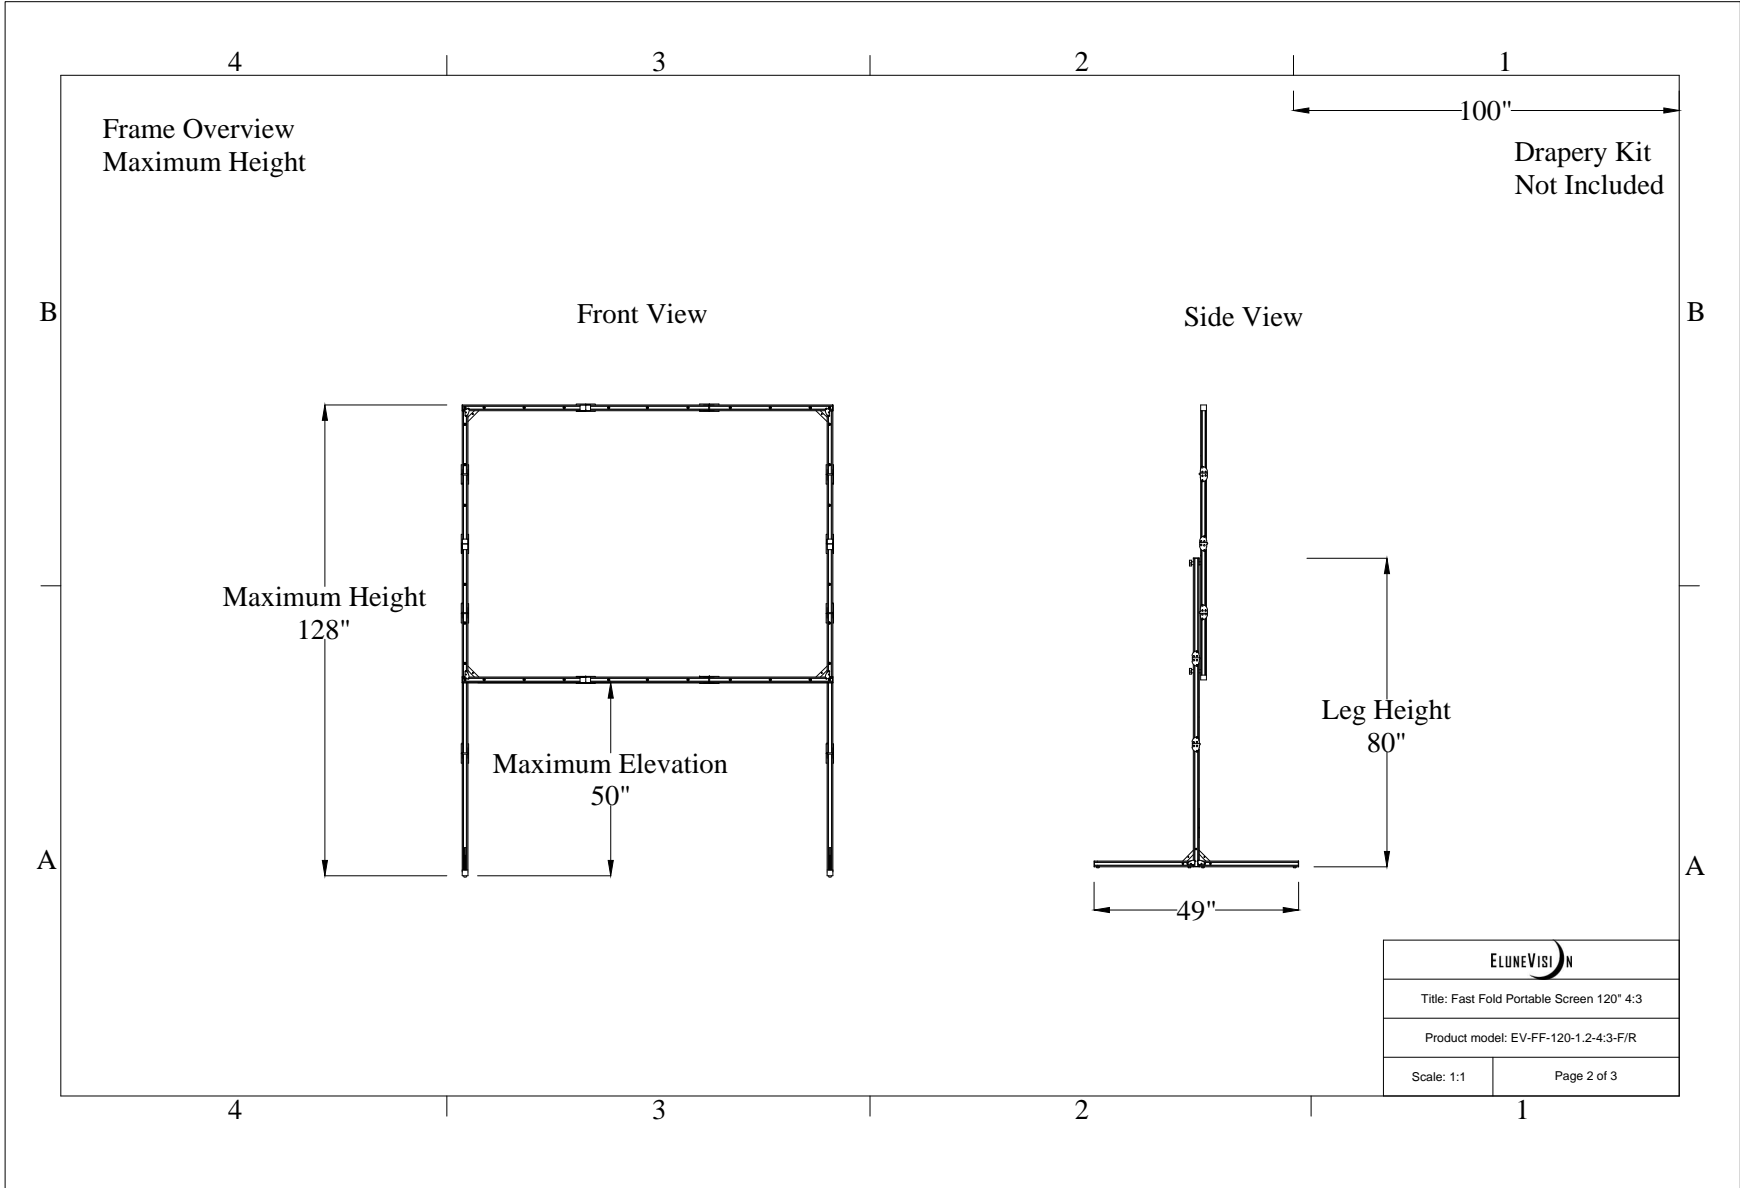 4 3 2 1
100"
Frame Overview
Maximum Height
Drapery Kit
Not Included
B B
Front View
Side View
Maximum Height
128"
Maximum Elevation
50"
Leg Height
80"
A A
49"
ELUNEVISION
Title: Fast Fold Portable Screen 120" 4:3
Product model: EV-FF-120-1.2-4:3-F/R
Scale: 1:1 Page 2 of 3
4 3 2 1